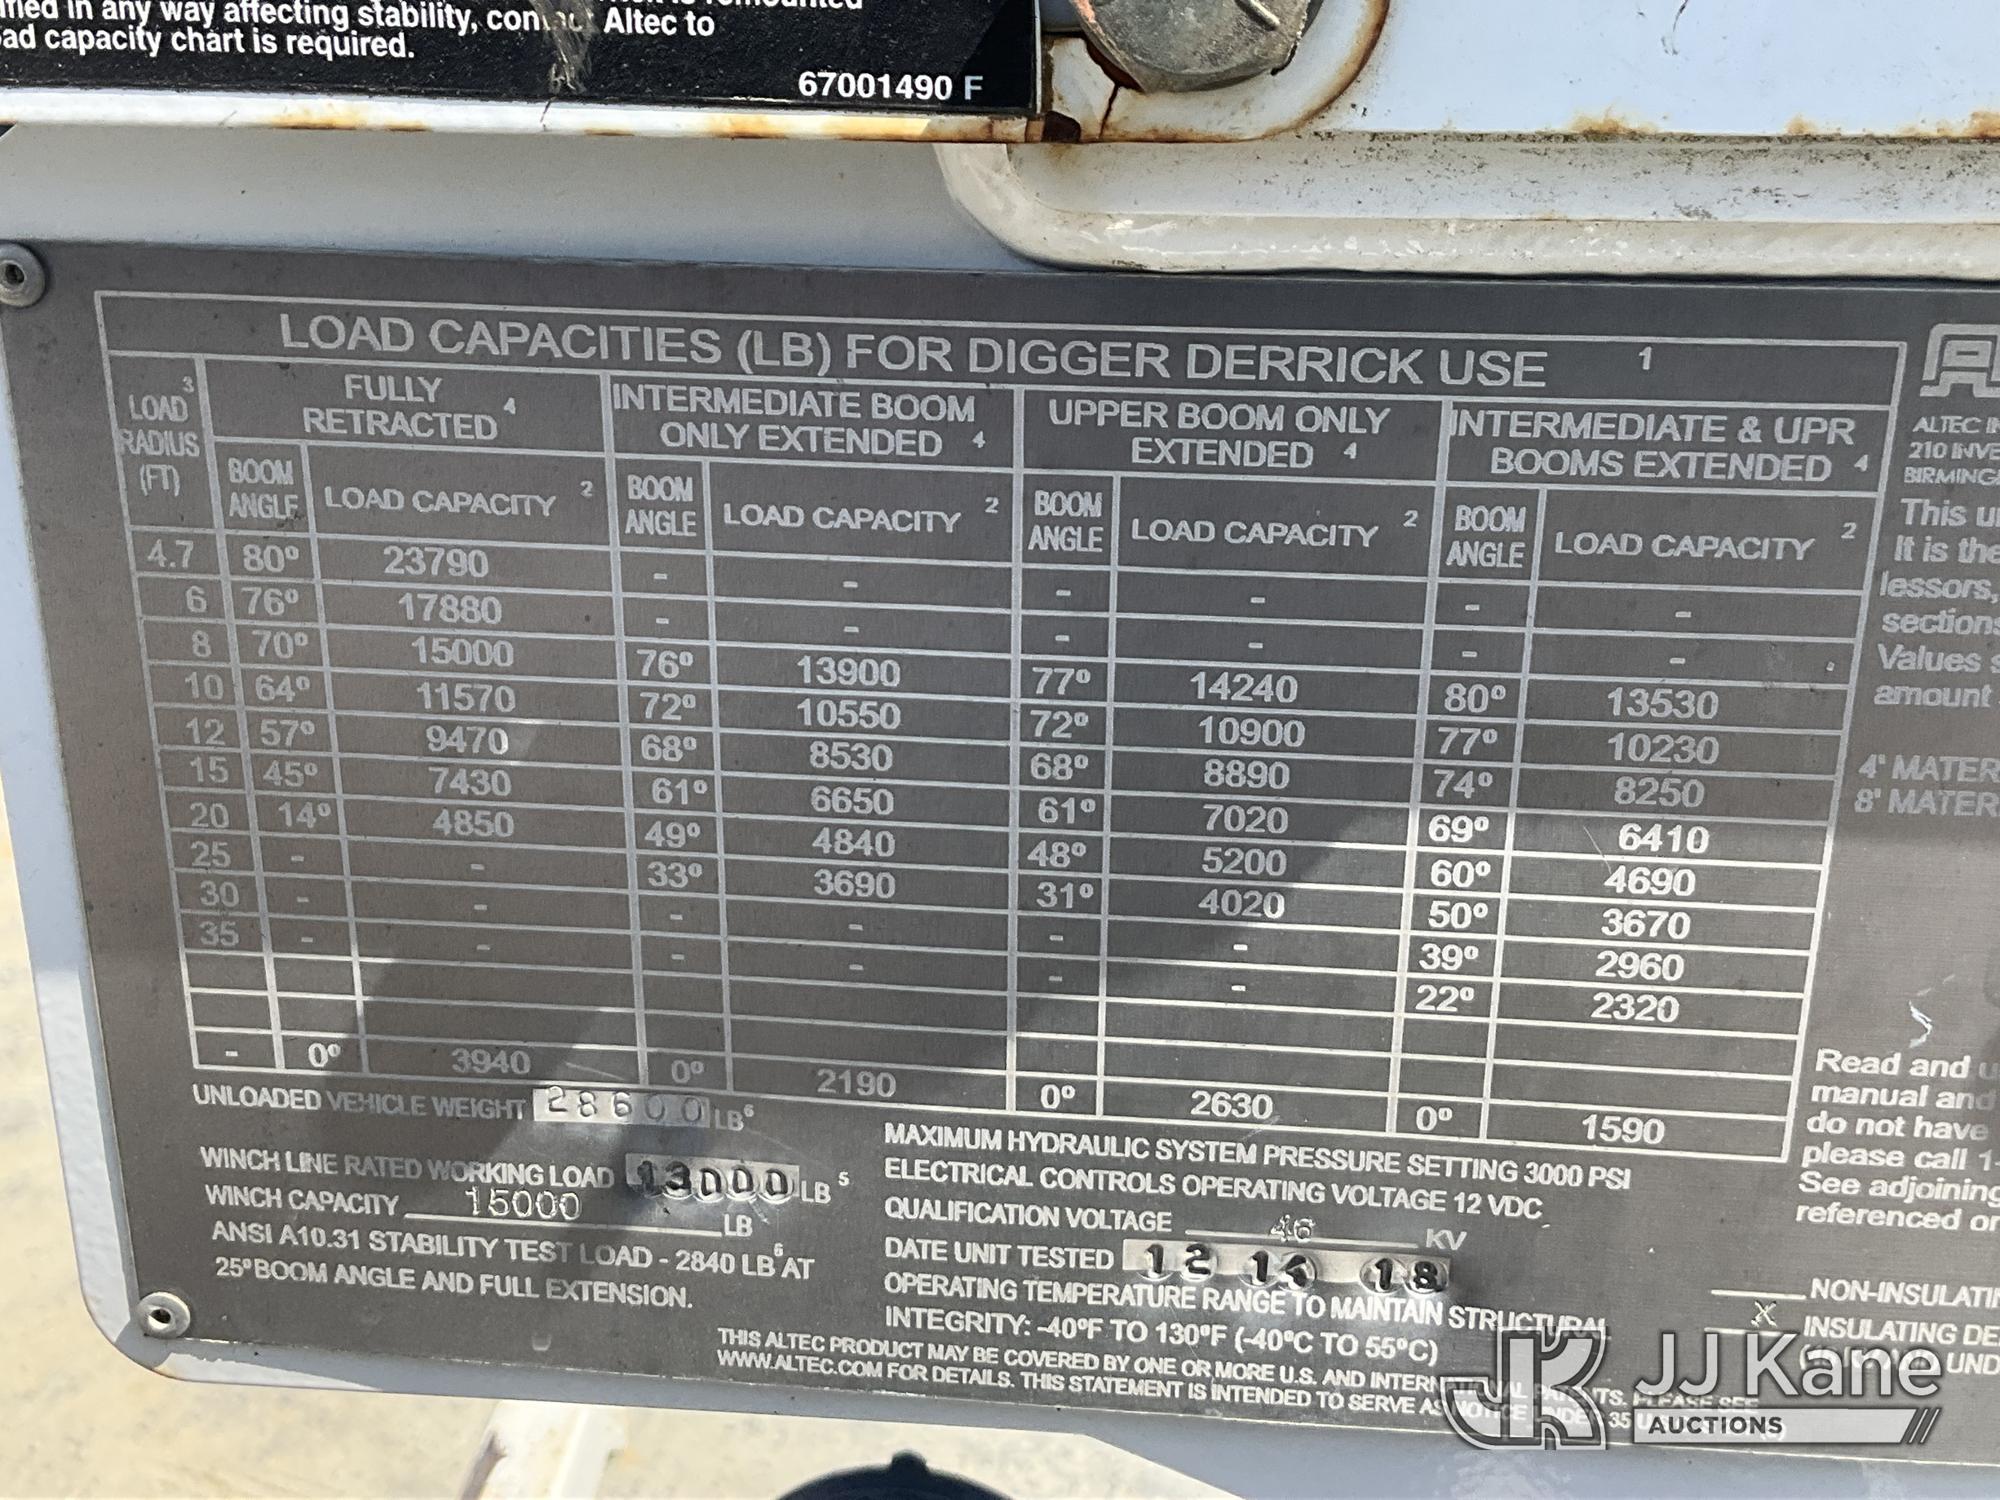 ified in any way affecting stability, Altec to
ad capacity chart is required.
67001490 F
LOAD CAPACITIES (LB) FOR DIGGER DERRICK USE 1
LOAD 3 RADIUS (FT) | FULLY RETRACTED 4 | INTERMEDIATE BOOM ONLY EXTENDED 4 | UPPER BOOM ONLY EXTENDED 4 | INTERMEDIATE & UPR BOOMS EXTENDED 4
BOOM ANGLE | LOAD CAPACITY 2 | BOOM ANGLE | LOAD CAPACITY 2 | BOOM ANGLE | LOAD CAPACITY 2 | BOOM ANGLE | LOAD CAPACITY 2
4.7 | 80° | 23790 | - | - | - | - | - | -
6 | 76° | 17880 | - | - | - | - | - | -
8 | 70° | 15000 | 76° | 13900 | 77° | 14240 | 80° | 13530
10 | 64° | 11570 | 72° | 10550 | 72° | 10900 | 77° | 10230
12 | 57° | 9470 | 68° | 8530 | 68° | 8890 | 74° | 8250
15 | 45° | 7430 | 61° | 6650 | 61° | 7020 | 69° | 6410
20 | 14° | 4850 | 49° | 4840 | 48° | 5200 | 60° | 4690
25 | - | - | 33° | 3690 | 31° | 4020 | 50° | 3670
30 | - | - | - | - | - | - | 39° | 2960
35 | - | - | - | - | - | - | 22° | 2320
- | 0° | 3940 | 0° | 2190 | 0° | 2630 | 0° | 1590
UNLOADED VEHICLE WEIGHT 28600 LB 6
WINCH LINE RATED WORKING LOAD 13000 LB 5
WINCH CAPACITY 15000 LB
ANSI A10.31 STABILITY TEST LOAD - 2840 LB 6 AT
25° BOOM ANGLE AND FULL EXTENSION.
MAXIMUM HYDRAULIC SYSTEM PRESSURE SETTING 3000 PSI
ELECTRICAL CONTROLS OPERATING VOLTAGE 12 VDC
QUALIFICATION VOLTAGE 46 KV
DATE UNIT TESTED 12 14 18
OPERATING TEMPERATURE RANGE TO MAINTAIN STRUCTURAL
INTEGRITY: -40°F TO 130°F (-40°C TO 55°C)
THIS ALTEC PRODUCT MAY BE COVERED BY ONE OR MORE U.S. AND INTERNATIONAL PATENTS. PLEASE SEE
WWW.ALTEC.COM FOR DETAILS. THIS STATEMENT IS INTENDED TO SERVE AS NOTICE UNDER 35 U
ALTEC IN
210 INVE
BIRMINGH
This u
It is the
lessors,
sections
Values s
amount
4' MATER
8' MATER
Read and u
manual and
do not have
please call 1-
See adjoining
referenced or
NON-INSULATIN
X INSULATING DE
UND
JJ Kane
AUCTIONS